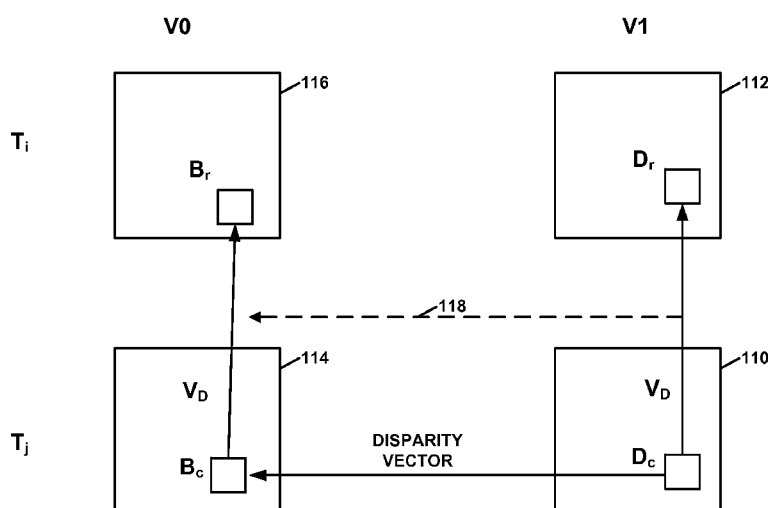 V0 V1
116 112
Ti
Br Dr
118
114 110
VD VD
Tj
DISPARITY
VECTOR
Bc Dc